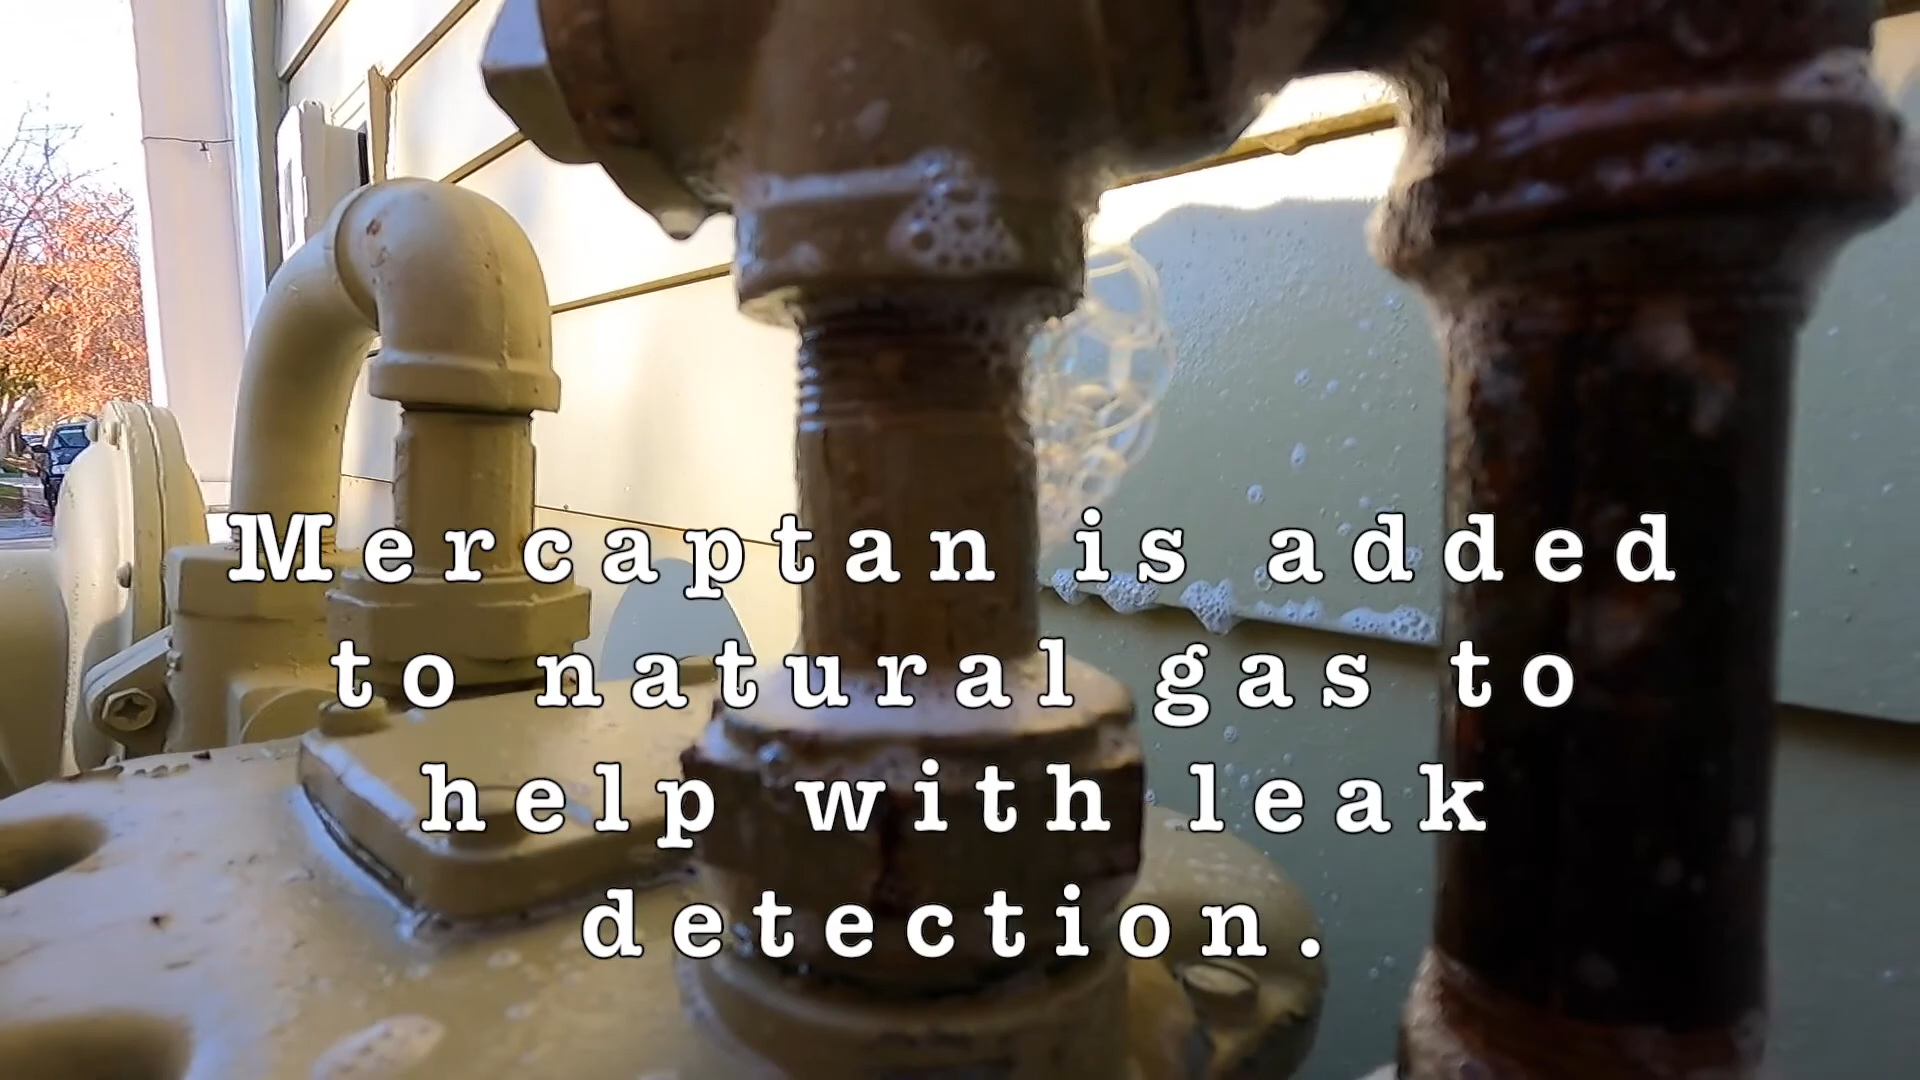 Mercaptan is added
to natural gas to
help with leak
detection.